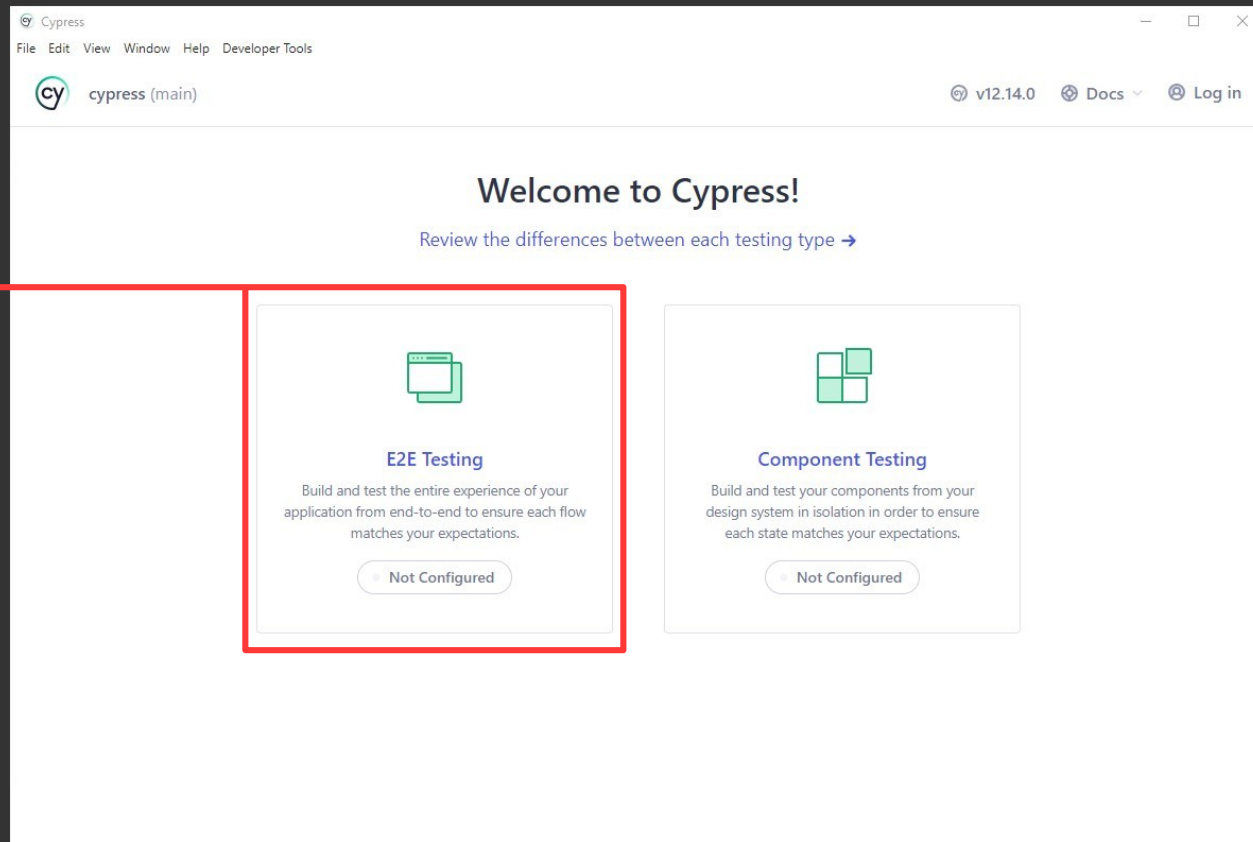 Cypress
File Edit View Window Help Developer Tools
cy cypress (main) v12.14.0 Docs Log in
Welcome to Cypress!
Review the differences between each testing type →
E2E Testing
Build and test the entire experience of your
application from end-to-end to ensure each flow
matches your expectations.
Not Configured
Component Testing
Build and test your components from your
design system in isolation in order to ensure
each state matches your expectations.
Not Configured